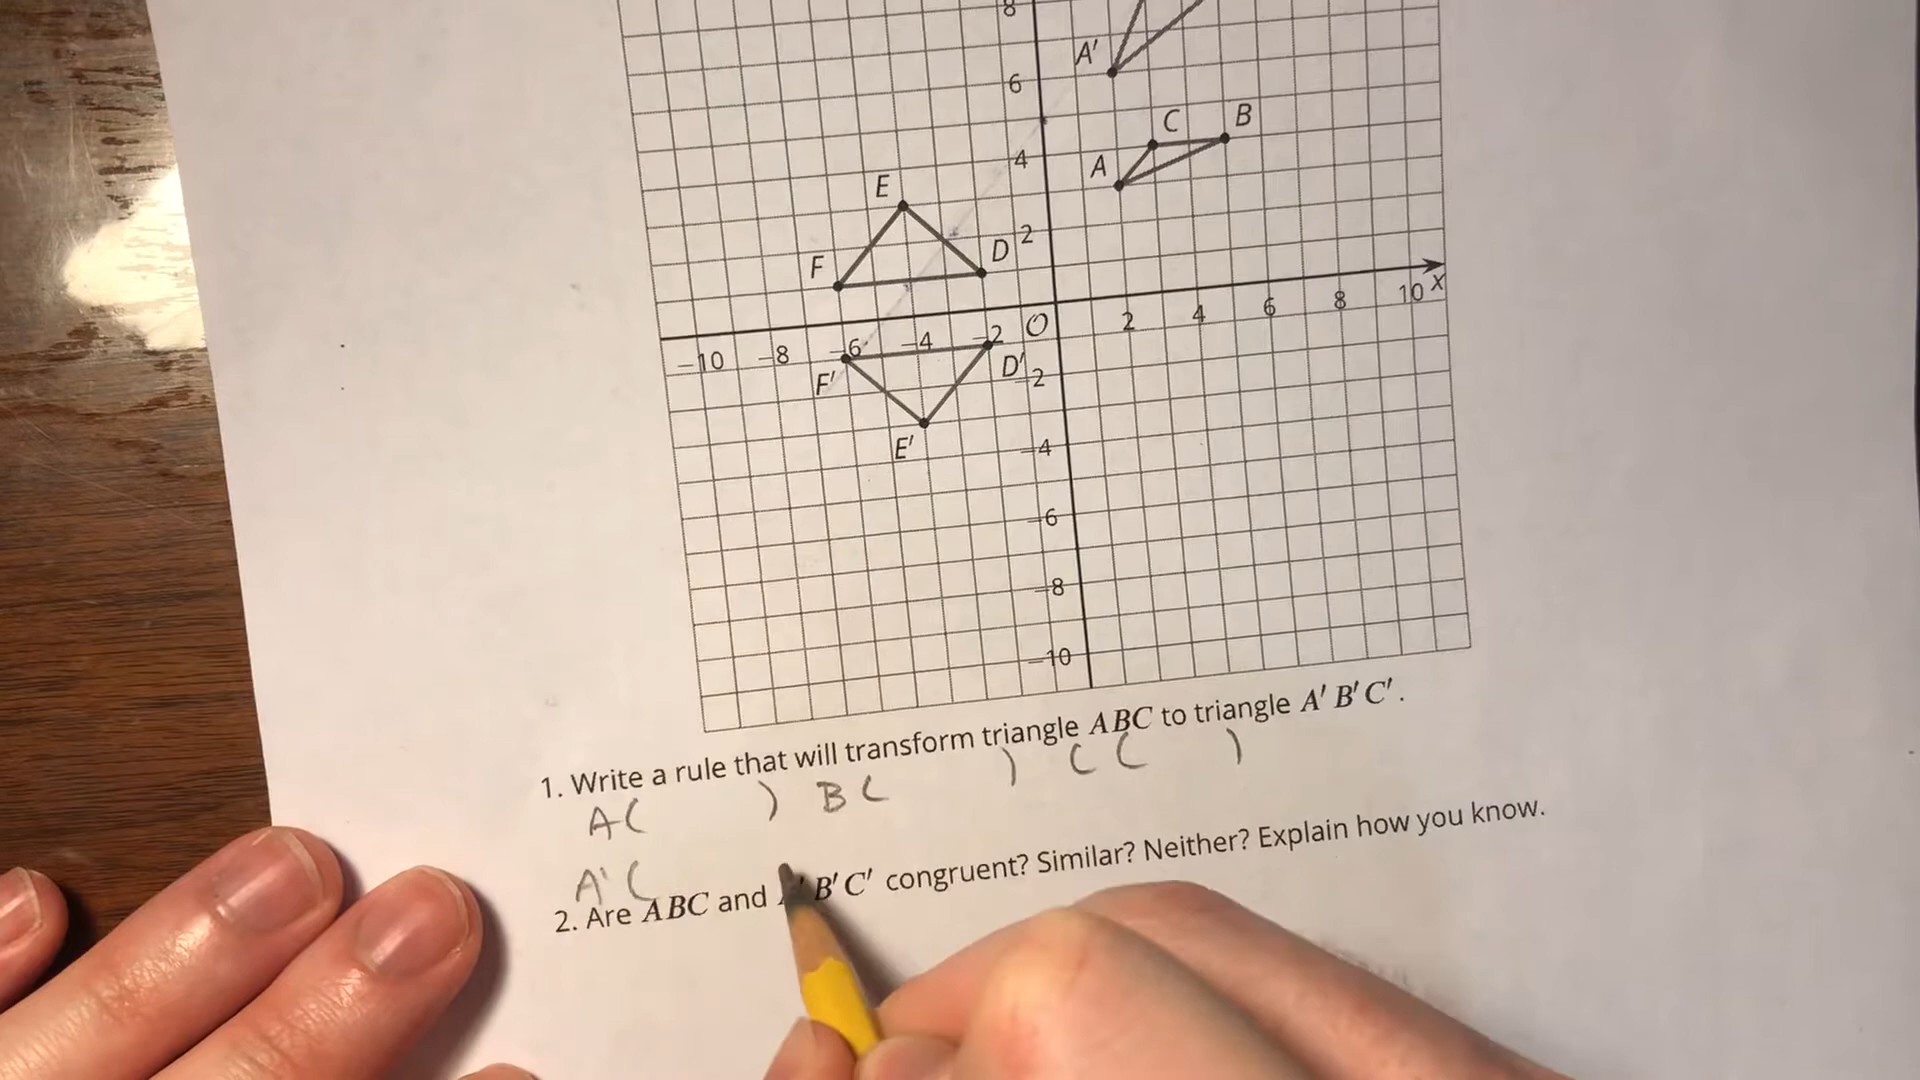 8
A′
6
C B
A
4
E
2
D
F
x
−10 −8 −6 −4 −2 O 2 4 6 8 10
F′ D′ −2
E′ −4
−6
−8
−10
1. Write a rule that will transform triangle ABC to triangle A′ B′ C′.
A( ) B( ) C( )
A'(
2. Are ABC and B′ C′ congruent? Similar? Neither? Explain how you know.